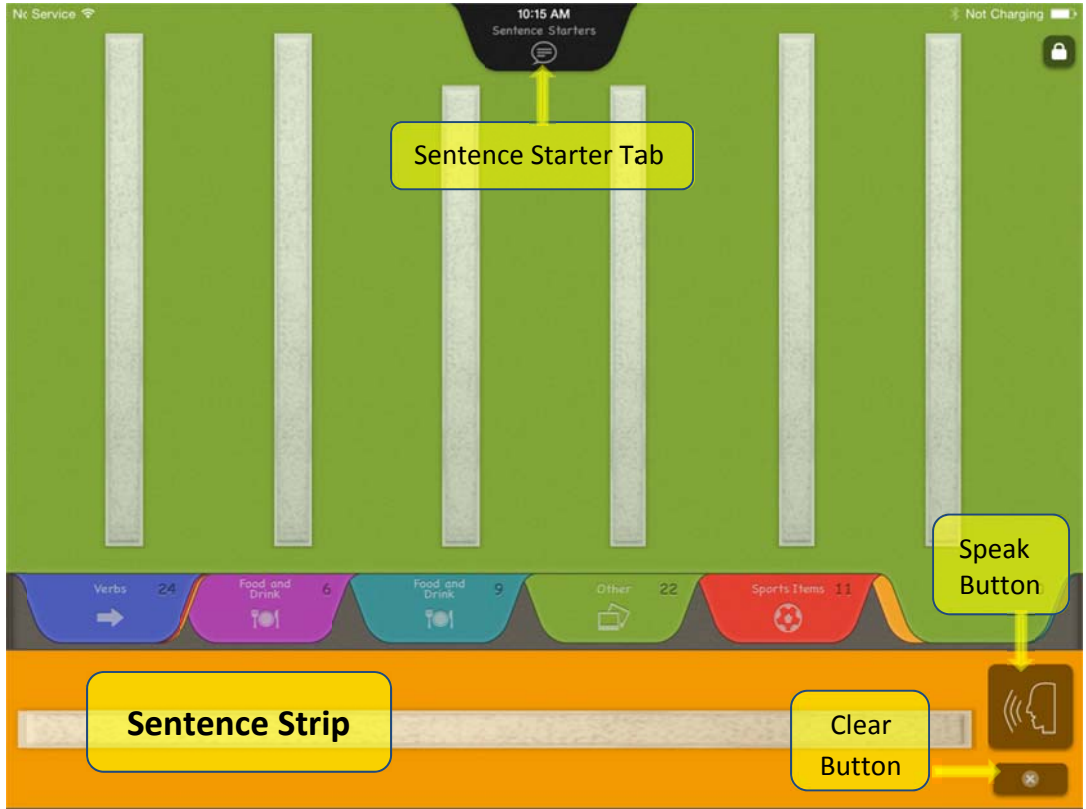 No Service 10:15 AM Not Charging
Sentence Starters
Sentence Starter Tab
Speak
Button
Verbs 24 Food and 6 Food and 9 Other 22 Sports Items 11
Drink Drink
Sentence Strip
Clear
Button